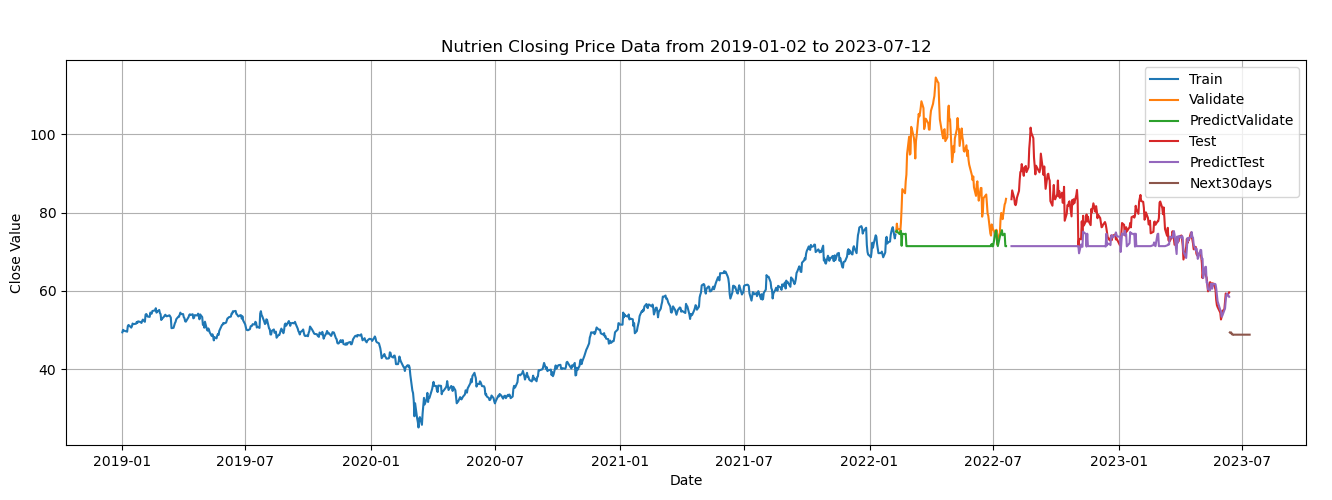 Nutrien Closing Price Data from 2019-01-02 to 2023-07-12
Close Value
100
80
60
40
Train
Validate
PredictValidate
Test
PredictTest
Next30days
2019-01
2019-07
2020-01
2020-07
2021-01
2021-07
2022-01
2022-07
2023-01
2023-07
Date